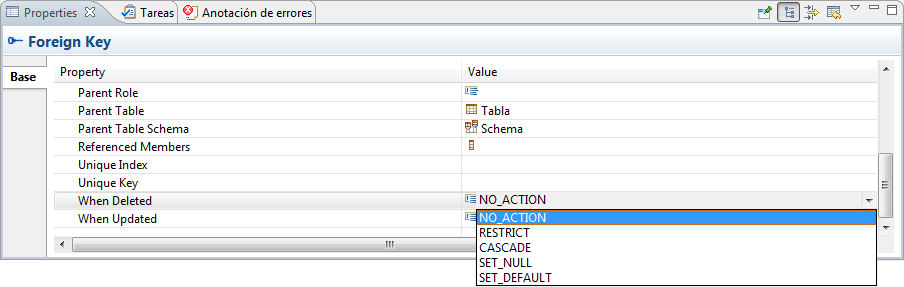 Properties Tareas Anotación de errores
Foreign Key
Base
Property Value
Parent Role
Parent Table Tabla
Parent Table Schema Schema
Referenced Members
Unique Index
Unique Key
When Deleted NO_ACTION
When Updated NO_ACTION
RESTRICT
CASCADE
SET_NULL
SET_DEFAULT